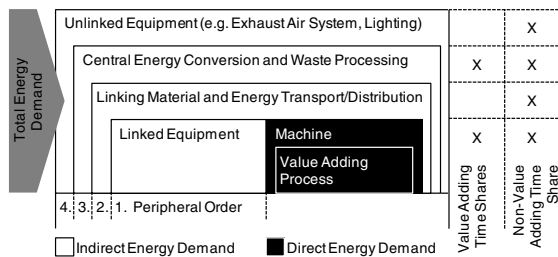 Total Energy
Demand
Unlinked Equipment (e.g. Exhaust Air System, Lighting)
X
Central Energy Conversion and Waste Processing
X X
Linking Material and Energy Transport/Distribution
X
Linked Equipment
Machine
X X
Value Adding
Process
4. 3. 2. 1. Peripheral Order
Value Adding
Time Shares
Non-Value
Adding Time
Share
Indirect Energy Demand
Direct Energy Demand